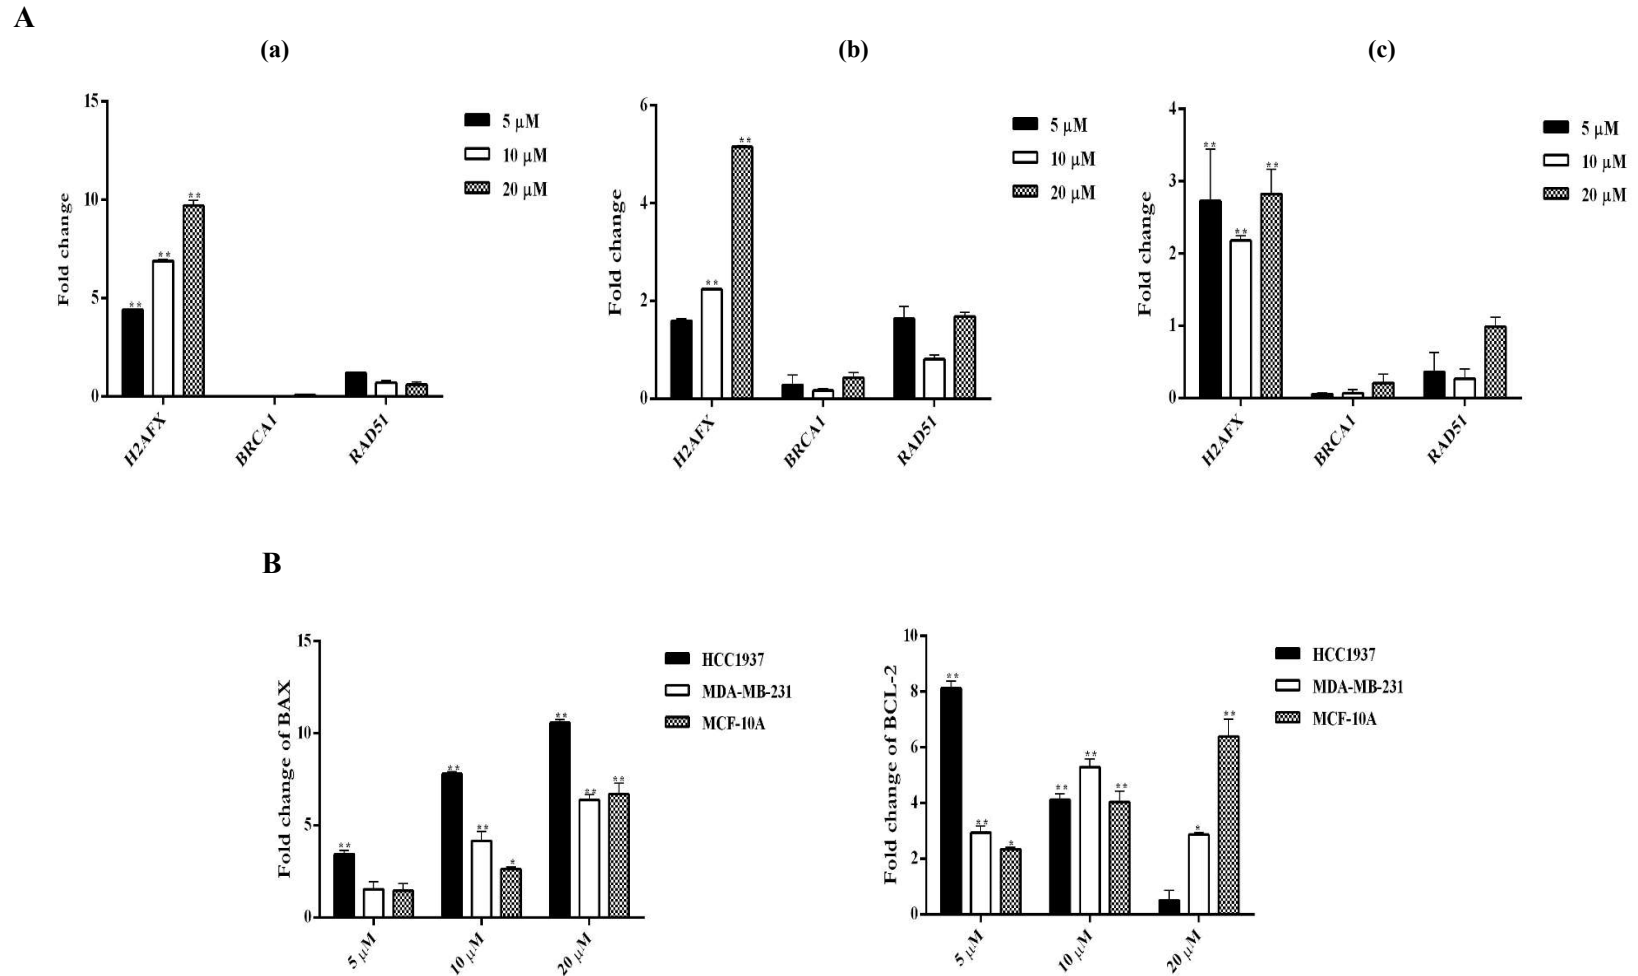 A
(a)
(b)
(c)
15
10
5
0
Fold change
** ** **
5 µM
10 µM
20 µM
H2AFX
BRCA1
RAD51
6
4
2
0
Fold change
** **
5 µM
10 µM
20 µM
H2AFX
BRCA1
RAD51
4
3
2
1
0
Fold change
** ** **
5 µM
10 µM
20 µM
H2AFX
BRCA1
RAD51
B
15
10
5
0
Fold change of BAX
** ** ** * ** ** **
HCC1937
MDA-MB-231
MCF-10A
5 µM
10 µM
20 µM
10
8
6
4
2
0
Fold change of BCL-2
** ** * ** ** ** * **
HCC1937
MDA-MB-231
MCF-10A
5 µM
10 µM
20 µM